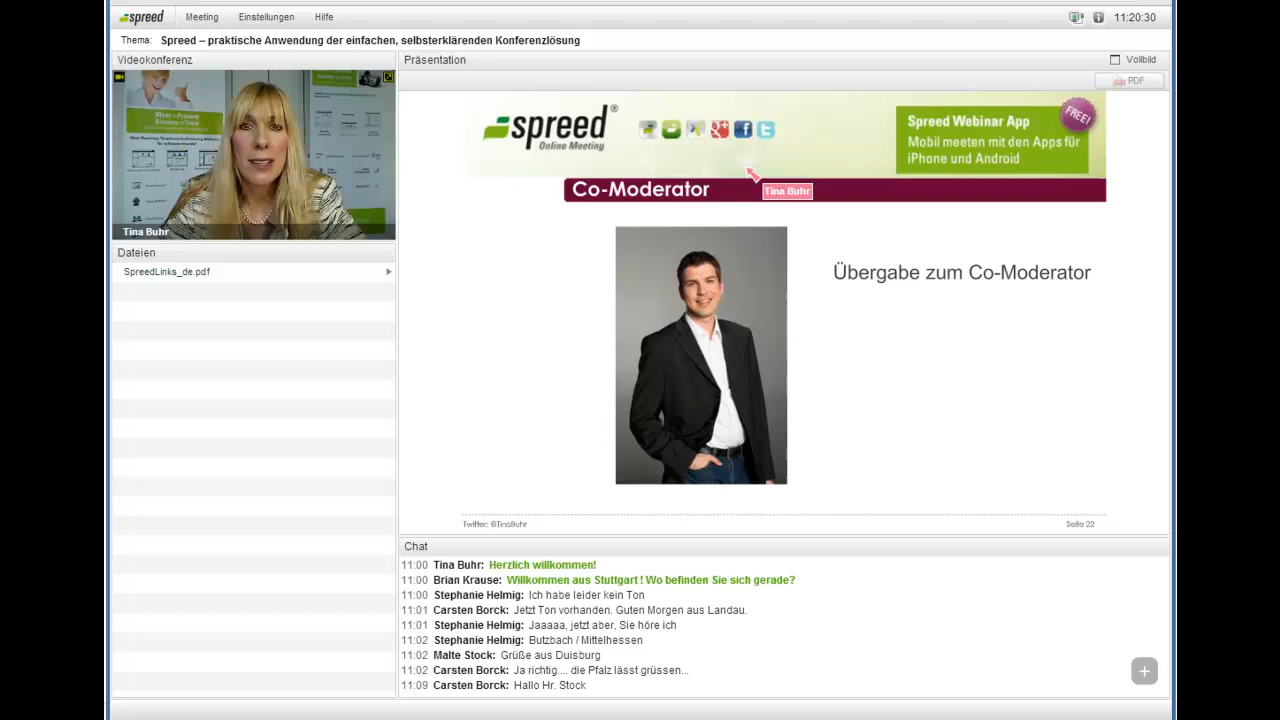 spreed Meeting Einstellungen Hilfe 11:20:30
Thema: Spreed – praktische Anwendung der einfachen, selbsterklärenden Konferenzlösung
Videokonferenz
Tina Buhr
Dateien
SpreedLinks_de.pdf
Präsentation Vollbild
PDF
spreed®
Online Meeting
FREE!
Spreed Webinar App
Mobil meeten mit den Apps für
iPhone und Android
Co-Moderator
Tina Buhr
Übergabe zum Co-Moderator
Twitter: @TinaBuhr Seite 22
Chat
11:00 Tina Buhr: Herzlich willkommen!
11:00 Brian Krause: Willkommen aus Stuttgart! Wo befinden Sie sich gerade?
11:00 Stephanie Helmig: Ich habe leider kein Ton
11:01 Carsten Borck: Jetzt Ton vorhanden. Guten Morgen aus Landau.
11:01 Stephanie Helmig: Jaaaaa, jetzt aber, Sie höre ich
11:02 Stephanie Helmig: Butzbach / Mittelhessen
11:02 Malte Stock: Grüße aus Duisburg
11:02 Carsten Borck: Ja richtig.... die Pfalz lässt grüssen...
11:09 Carsten Borck: Hallo Hr. Stock